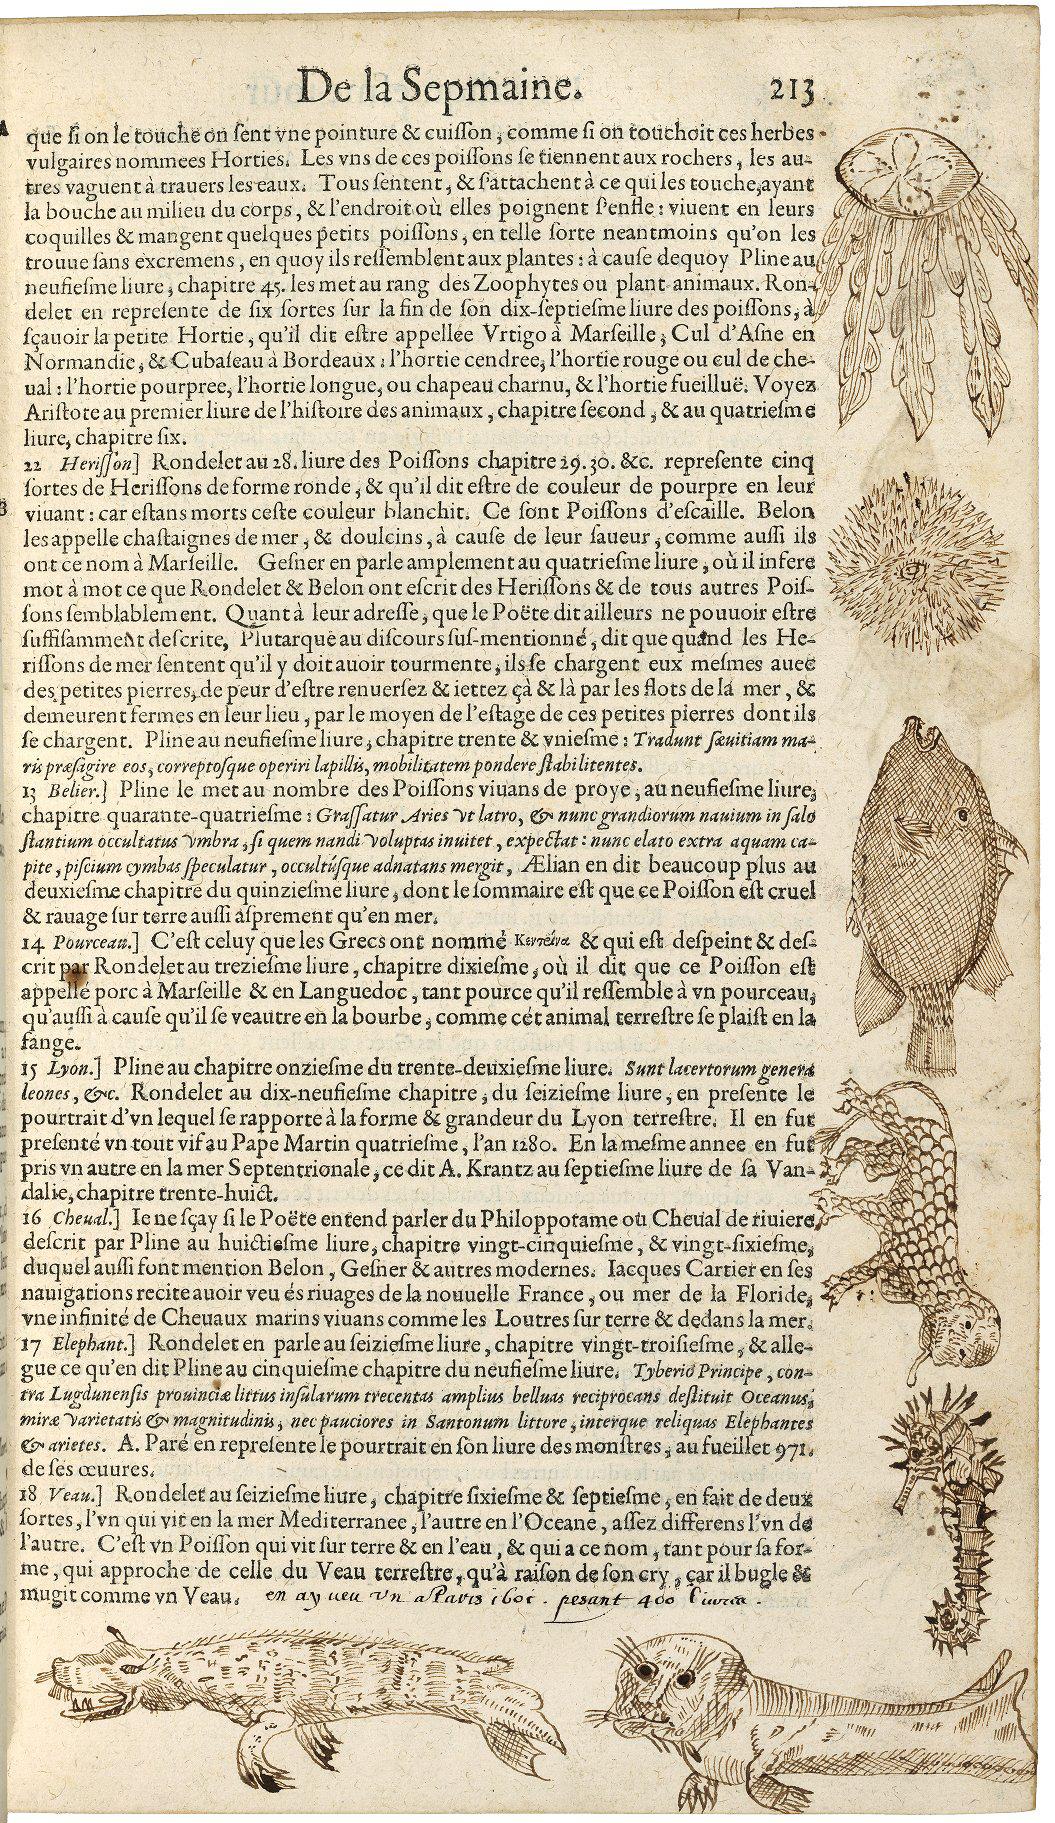 De la Sepmaine. 213
que ſi on le touche on ſent vne pointure & cuiſſon, comme ſi on touchoit ces herbes
vulgaires nommees Horties. Les vns de ces poiſſons ſe tiennent aux rochers, les au-
tres vaguent à trauers les eaux. Tous ſentent, & ſ'attachent à ce qui les touche, ayant
la bouche au milieu du corps, & l'endroit où elles poignent ſ'enfle: viuent en leurs
coquilles & mangent quelques petits poiſſons, en telle ſorte neantmoins qu'on les
trouue ſans excremens, en quoy ils reſſemblent aux plantes: à cauſe dequoy Pline au
neufieſme liure, chapitre 45. les met au rang des Zoophytes ou plant-animaux. Ron-
delet en repreſente de ſix ſortes ſur la fin de ſon dix-ſeptieſme liure des poiſſons, à
ſçauoir la petite Hortie, qu'il dit eſtre appellee Vrtigo à Marſeille, Cul d'Aſne en
Normandie, & Cubaſeau à Bordeaux: l'hortie cendree, l'hortie rouge ou cul de che-
ual: l'hortie pourpree, l'hortie longue, ou chapeau charnu, & l'hortie fueilluë. Voyez
Ariſtote au premier liure de l'hiſtoire des animaux, chapitre ſecond, & au quatrieſme
liure, chapitre ſix.
22 Heriſſon] Rondelet au 28. liure des Poiſſons chapitre 29. 30. &c. repreſente cinq
ſortes de Heriſſons de forme ronde, & qu'il dit eſtre de couleur de pourpre en leur
viuant: car eſtans morts ceſte couleur blanchit. Ce ſont Poiſſons d'eſcaille. Belon
les appelle chaſtaignes de mer, & doulcins, à cauſe de leur ſaueur, comme auſſi ils
ont ce nom à Marſeille. Geſner en parle amplement au quatrieſme liure, où il inſere
mot à mot ce que Rondelet & Belon ont eſcrit des Heriſſons & de tous autres Poiſ-
ſons ſemblablement. Quant à leur adreſſe, que le Poëte dit ailleurs ne pouuoir eſtre
ſuffiſamment deſcrite, Plutarque au diſcours ſus-mentionné, dit que quand les He-
riſſons de mer ſentent qu'il y doit auoir tourmente, ils ſe chargent eux meſmes auec
des petites pierres, de peur d'eſtre renuerſez & iettez çà & là par les flots de la mer, &
demeurent fermes en leur lieu, par le moyen de l'eſtage de ces petites pierres dont ils
ſe chargent. Pline au neufieſme liure, chapitre trente & vnieſme: Tradunt ſæuitiam ma-
ris præſagire eos, correptoſque operiri lapillis, mobilitatem pondere ſtabilitentes.
13 Belier.] Pline le met au nombre des Poiſſons viuans de proye, au neufieſme liure,
chapitre quarante-quatrieſme: Graſſatur Aries vt latro, & nunc grandiorum nauium in ſalo
ſtantium occultatus vmbra, ſi quem nandi voluptas inuitet, expectat: nunc elato extra aquam ca-
pite, piſcium cymbas ſpeculatur, occultúſque adnatans mergit, Ælian en dit beaucoup plus au
deuxieſme chapitre du quinzieſme liure, dont le ſommaire eſt que ce Poiſſon eſt cruel
& rauage ſur terre auſſi aſprement qu'en mer.
14 Pourceau.] C'eſt celuy que les Grecs ont nommé & qui eſt deſpeint & deſ-
crit par Rondelet au trezieſme liure, chapitre dixieſme, où il dit que ce Poiſſon eſt
appellé porc à Marſeille & en Languedoc, tant pource qu'il reſſemble à vn pourceau,
qu'auſſi à cauſe qu'il ſe veautre en la bourbe, comme cét animal terreſtre ſe plaiſt en la
fange.
15 Lyon.] Pline au chapitre onzieſme du trente-deuxieſme liure. Sunt lacertorum genera
leones, &c. Rondelet au dix-neufieſme chapitre, du ſeizieſme liure, en preſente le
pourtrait d'vn lequel ſe rapporte à la forme & grandeur du Lyon terreſtre. Il en fut
preſenté vn tout vif au Pape Martin quatrieſme, l'an 1280. En la meſme annee en fut
pris vn autre en la mer Septentrionale, ce dit A. Krantz au ſeptieſme liure de ſa Van-
dalie, chapitre trente-huict.
16 Cheual.] Ie ne ſçay ſi le Poëte entend parler du Philoppotame ou Cheual de riuiere,
deſcrit par Pline au huictieſme liure, chapitre vingt-cinquieſme, & vingt-ſixieſme,
duquel auſſi font mention Belon, Geſner & autres modernes. Iacques Cartier en ſes
nauigations recite auoir veu és riuages de la nouuelle France, ou mer de la Floride,
vne infinité de Cheuaux marins viuans comme les Loutres ſur terre & dedans la mer.
17 Elephant.] Rondelet en parle au ſeizieſme liure, chapitre vingt-troiſieſme, & alle-
gue ce qu'en dit Pline au cinquieſme chapitre du neufieſme liure. Tyberio Principe, con-
tra Lugdunenſis prouinciæ littus inſularum trecentas amplius belluas reciprocans deſtituit Oceanus,
miræ varietatis & magnitudinis, nec pauciores in Santonum littore, interque reliquas Elephantes
& arietes. A. Paré en repreſente le pourtrait en ſon liure des monſtres, au fueillet 971.
de ſes œuures.
18 Veau.] Rondelet au ſeizieſme liure, chapitre ſixieſme & ſeptieſme, en fait de deux
ſortes, l'vn qui vit en la mer Mediterranee, l'autre en l'Oceane, aſſez differens l'vn de
l'autre. C'eſt vn Poiſſon qui vit ſur terre & en l'eau, & qui a ce nom, tant pour ſa for-
me, qui approche de celle du Veau terreſtre, qu'à raiſon de ſon cry, car il bugle &
mugit comme vn Veau. en ay veu vn a Paris pesant 400